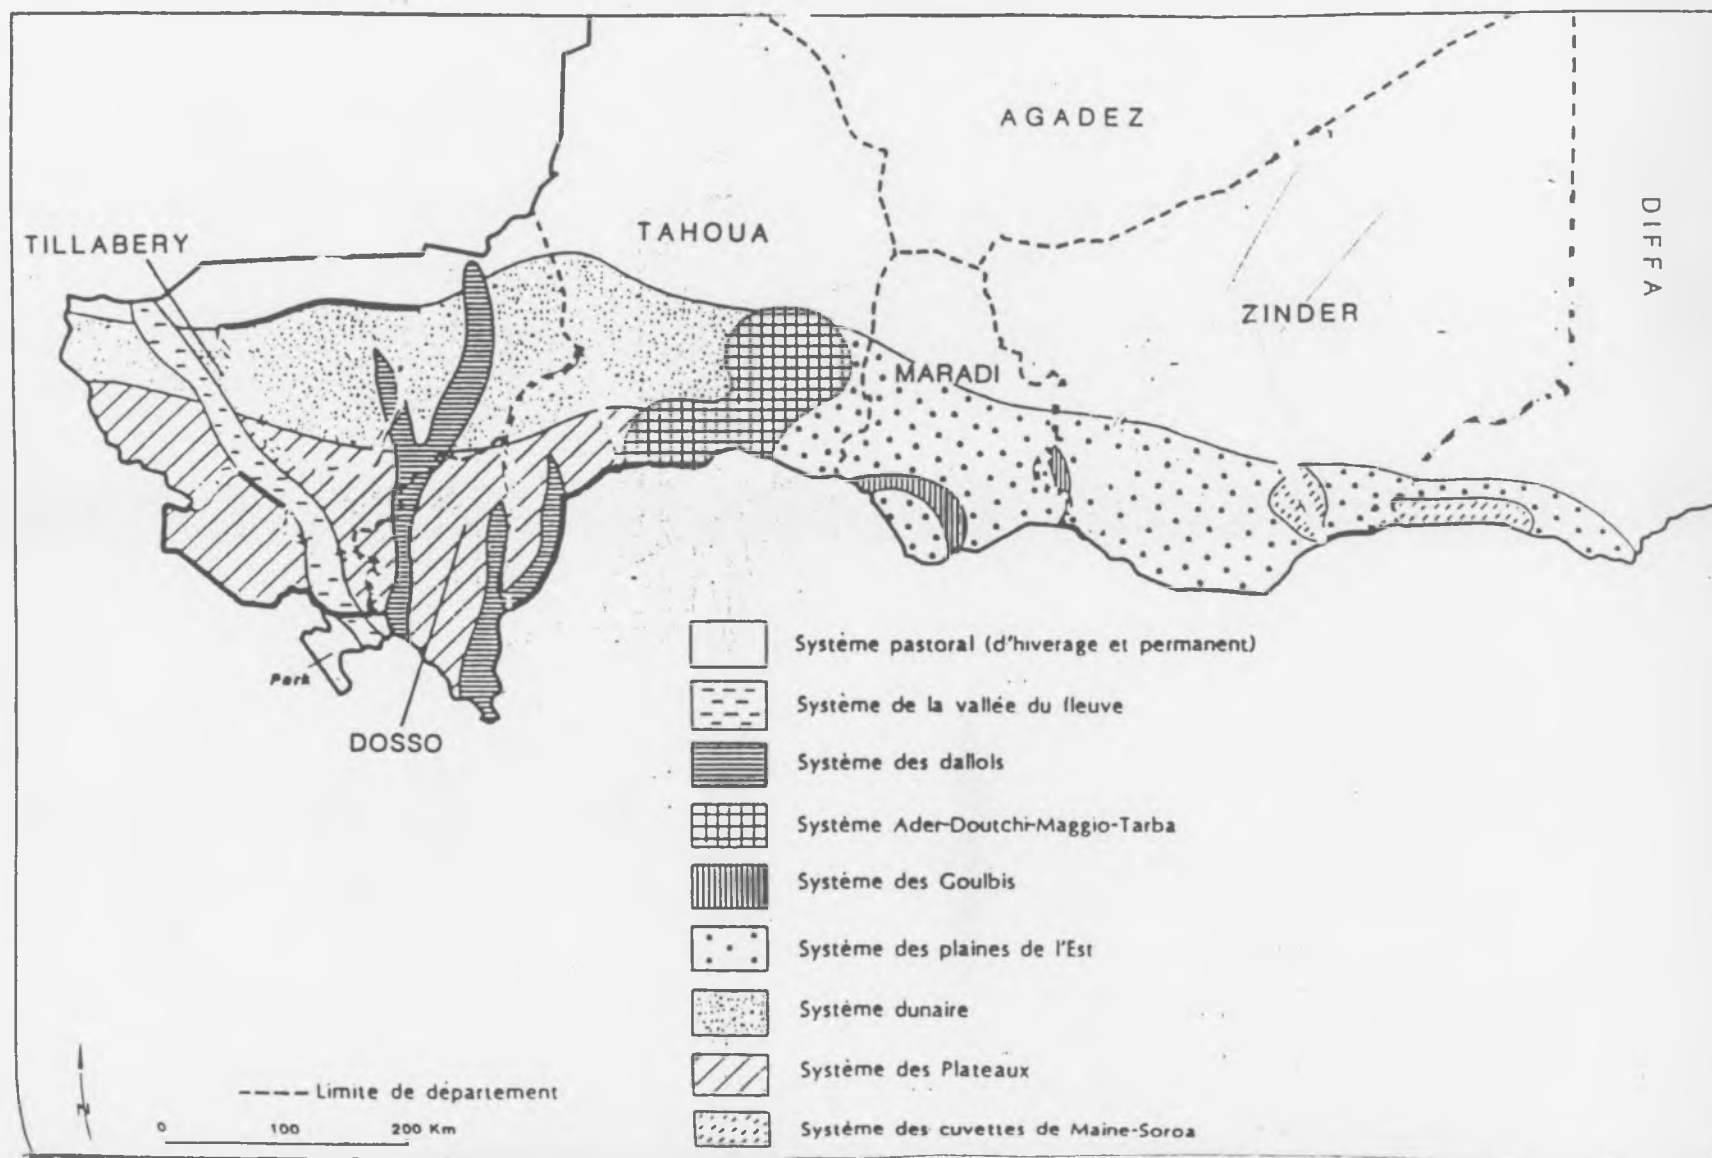 AGADEZ
TAHOUA
TILLABERY
DIFFA
ZINDER
MARADI
Park
DOSSO
Système pastoral (d'hiverage et permanent)
Système de la vallée du fleuve
Système des dallols
Système Ader-Doutchi-Maggio-Tarba
Système des Goulbis
Système des plaines de l'Est
Système dunaire
Système des Plateaux
Système des cuvettes de Maine-Soroa
Limite de département
N
0 100 200 Km